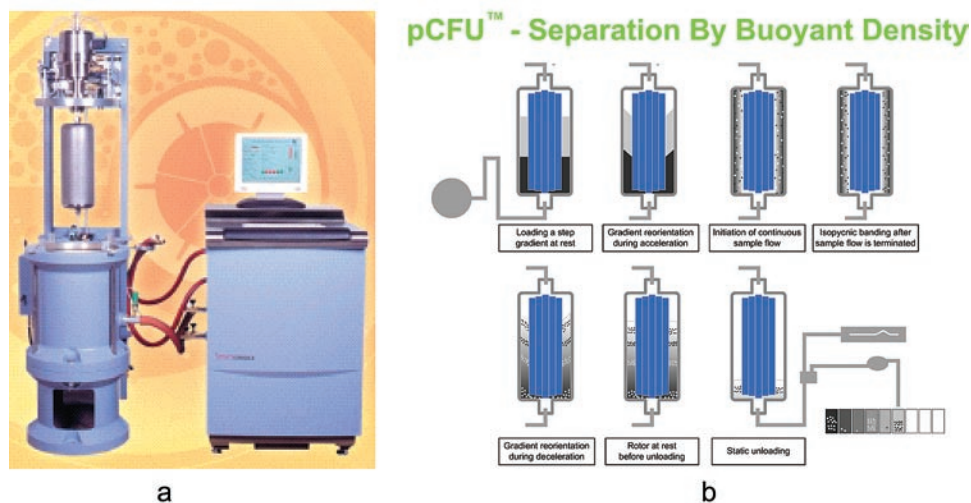 pCFU™ - Separation By Buoyant Density
Loading a step
gradient at rest
Gradient reorientation
during acceleration
Initiation of continuous
sample flow
Isopycnic banding after
sample flow is terminated
Gradient reorientation
during deceleration
Rotor at rest
before unloading
Static unloading
a
b